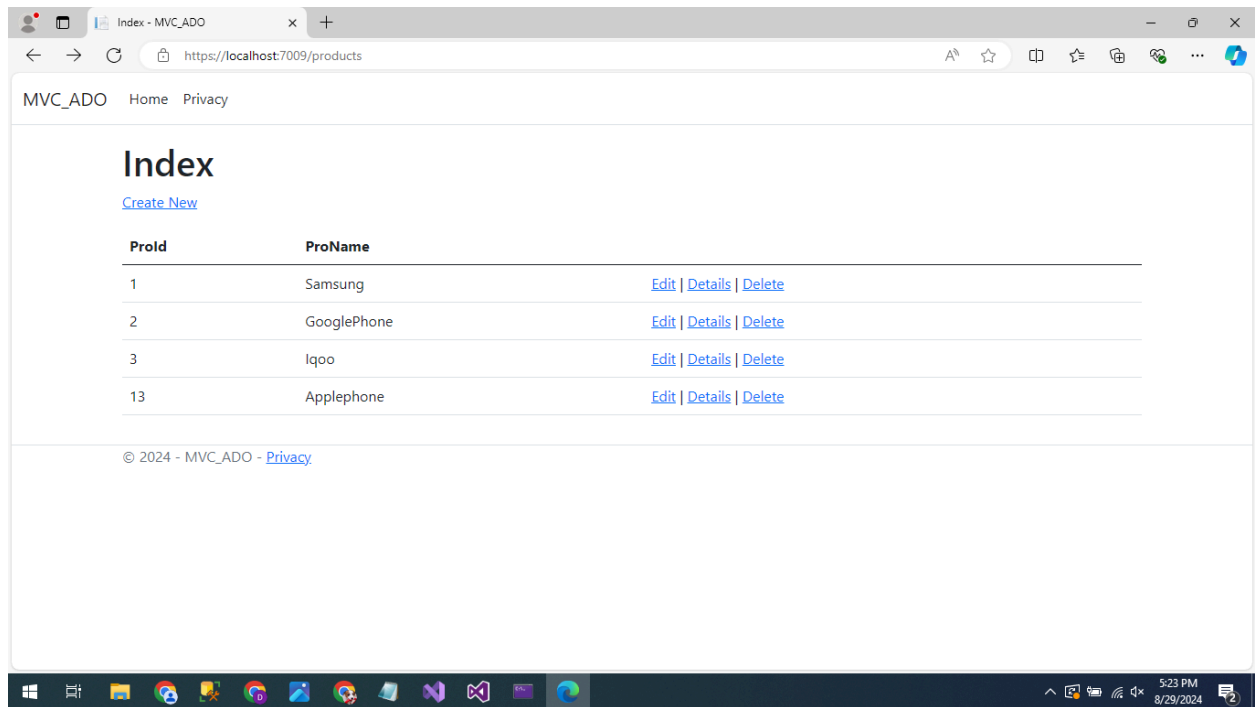 Index - MVC_ADO
https://localhost:7009/products
MVC_ADO Home Privacy
Index
Create New
ProId ProName
1 Samsung Edit | Details | Delete
2 GooglePhone Edit | Details | Delete
3 Iqoo Edit | Details | Delete
13 Applephone Edit | Details | Delete
© 2024 - MVC_ADO - Privacy
5:23 PM
8/29/2024
2